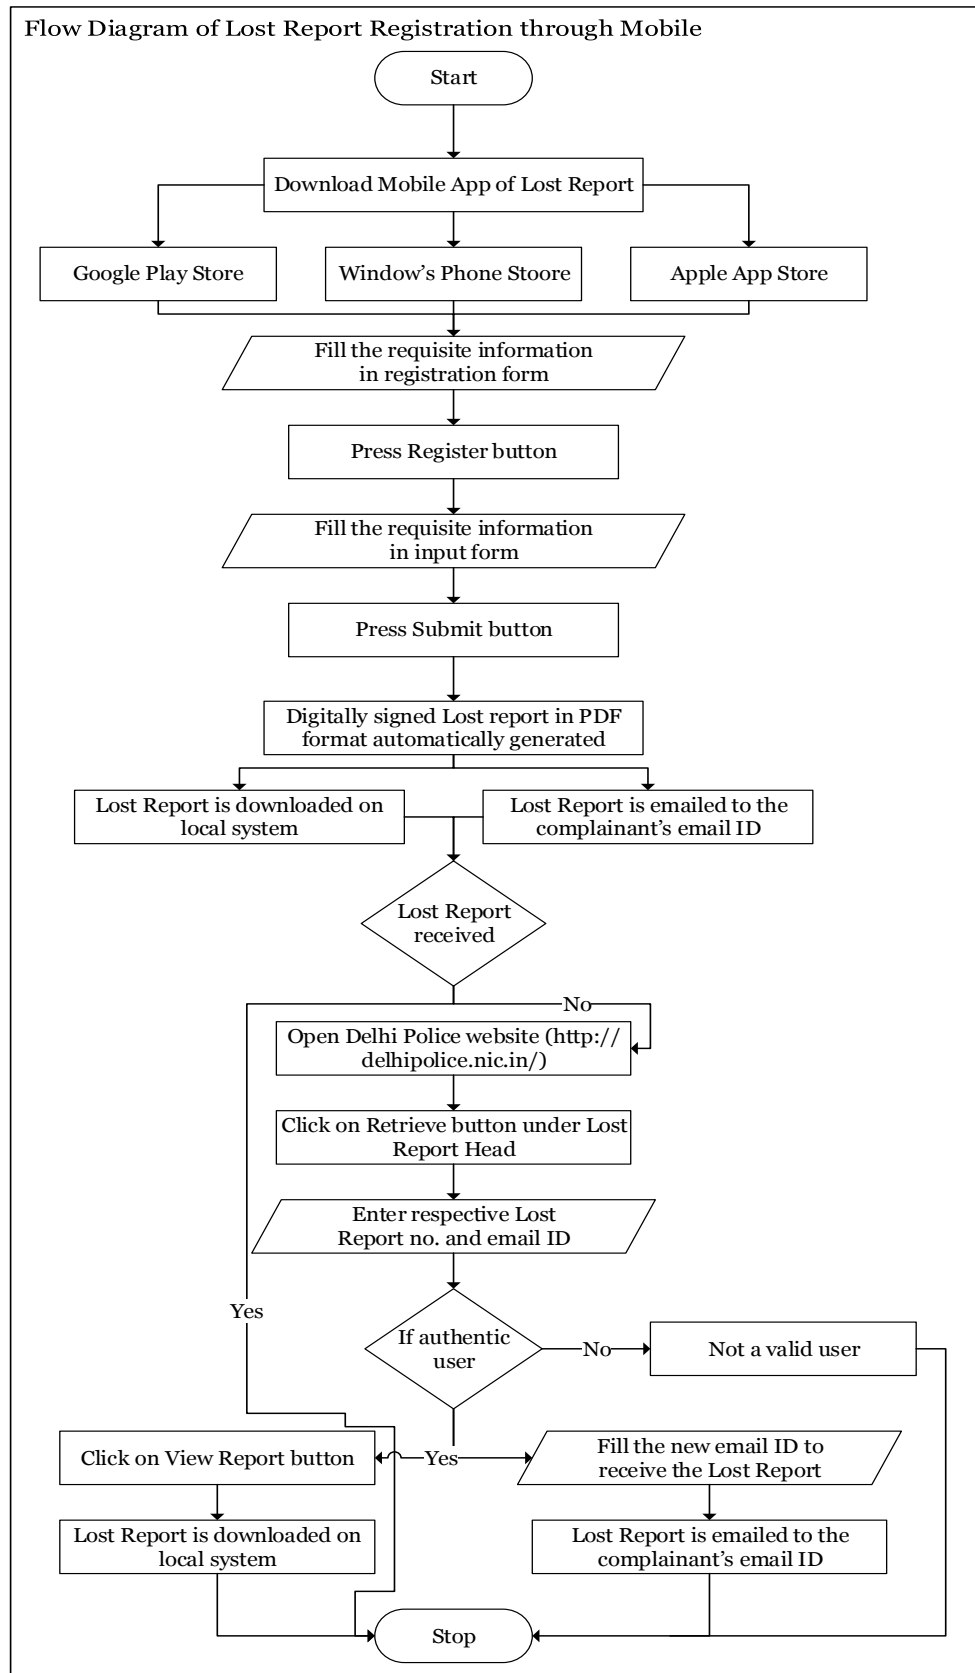 Flow Diagram of Lost Report Registration through Mobile
Start
Download Mobile App of Lost Report
Google Play Store
Window’s Phone Stoore
Apple App Store
Fill the requisite information
in registration form
Press Register button
Fill the requisite information
in input form
Press Submit button
Digitally signed Lost report in PDF
format automatically generated
Lost Report is downloaded on
local system
Lost Report is emailed to the
complainant’s email ID
Lost Report
received
No
Open Delhi Police website (http://
delhipolice.nic.in/)
Click on Retrieve button under Lost
Report Head
Enter respective Lost
Report no. and email ID
Yes
If authentic
user
No
Not a valid user
Click on View Report button
Yes
Fill the new email ID to
receive the Lost Report
Lost Report is downloaded on
local system
Lost Report is emailed to the
complainant’s email ID
Stop